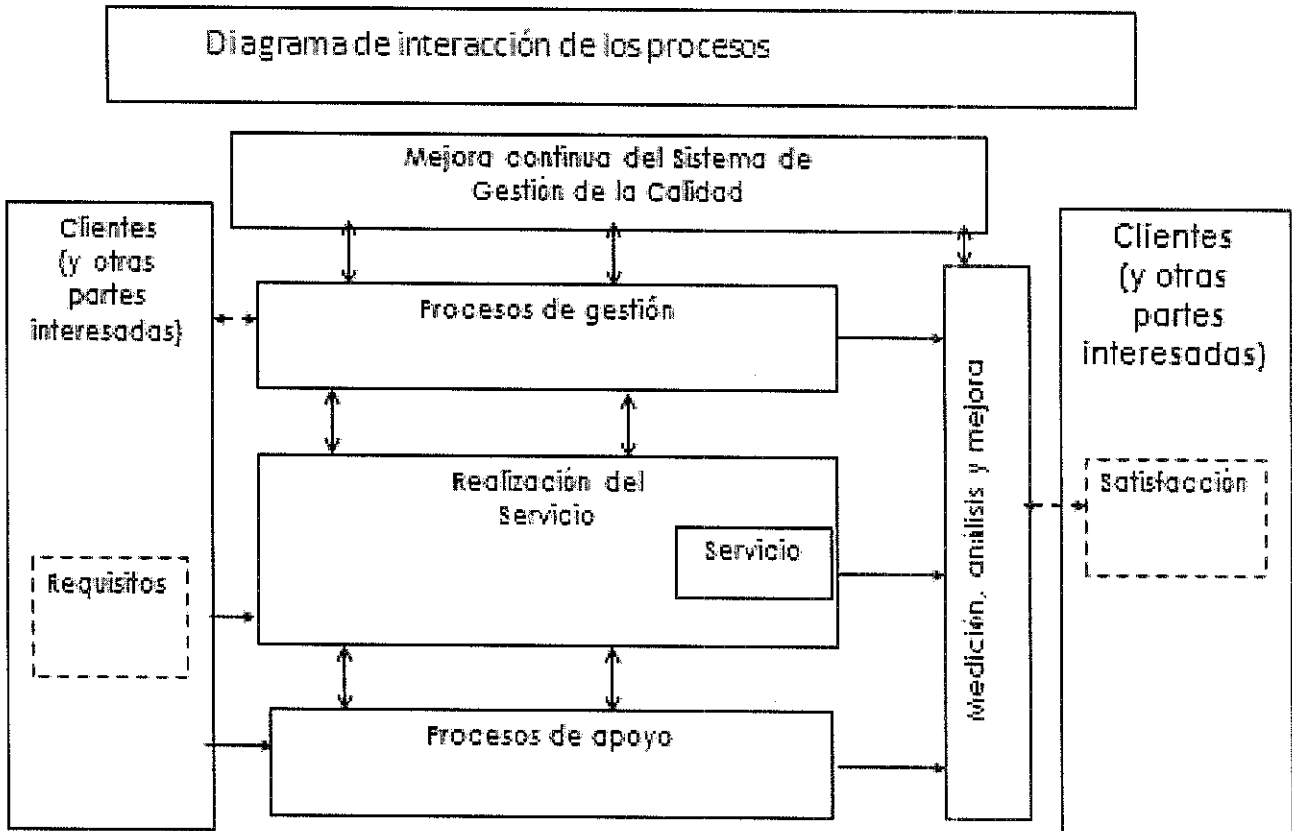 Diagrama de interacción de los procesos
Mejora continua del Sistema de
Gestión de la Calidad
Clientes
(y otras
partes
interesadas)
Procesos de gestión
Clientes
(y otras
partes
interesadas)
Medición, análisis y mejora
Realización del
Servicio
Servicio
Satisfacción
Requisitos
Procesos de apoyo